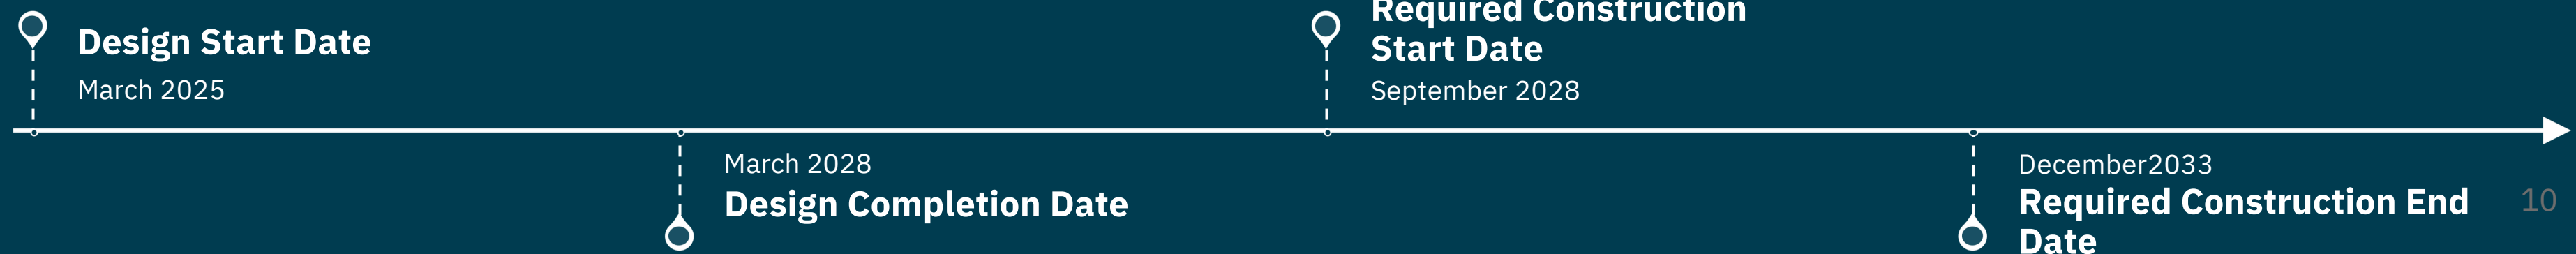 Design Start Date
March 2025
March 2028
Design Completion Date
Required Construction
Start Date
September 2028
December2033
Required Construction End
Date
10